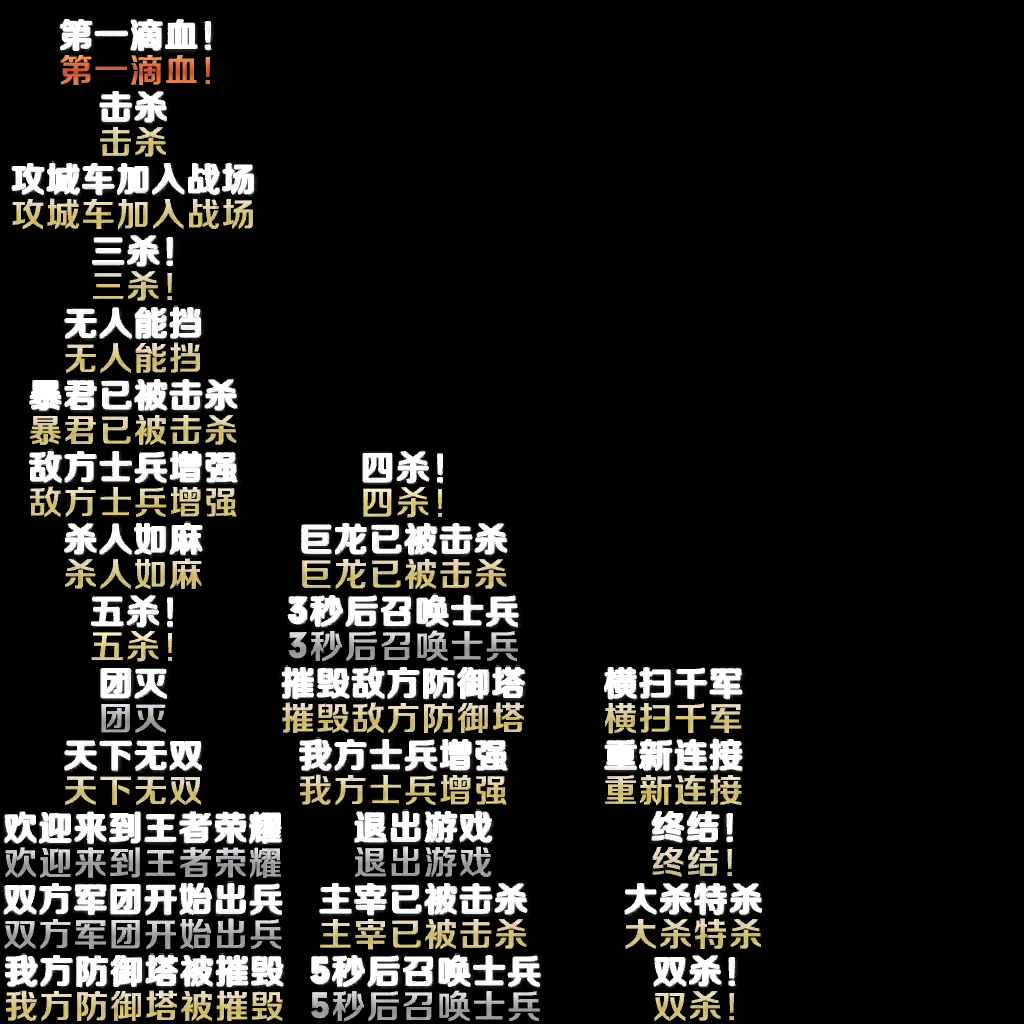 第一滴血!
第一滴血!
击杀
击杀
攻城车加入战场
攻城车加入战场
三杀!
三杀!
无人能挡
无人能挡
暴君已被击杀
暴君已被击杀
敌方士兵增强
敌方士兵增强
杀人如麻
杀人如麻
五杀!
五杀!
团灭
团灭
天下无双
天下无双
欢迎来到王者荣耀
欢迎来到王者荣耀
双方军团开始出兵
双方军团开始出兵
我方防御塔被摧毁
我方防御塔被摧毁
四杀!
四杀!
巨龙已被击杀
巨龙已被击杀
3秒后召唤士兵
3秒后召唤士兵
摧毁敌方防御塔
摧毁敌方防御塔
我方士兵增强
我方士兵增强
退出游戏
退出游戏
主宰已被击杀
主宰已被击杀
5秒后召唤士兵
5秒后召唤士兵
横扫千军
横扫千军
重新连接
重新连接
终结!
终结!
大杀特杀
大杀特杀
双杀!
双杀!